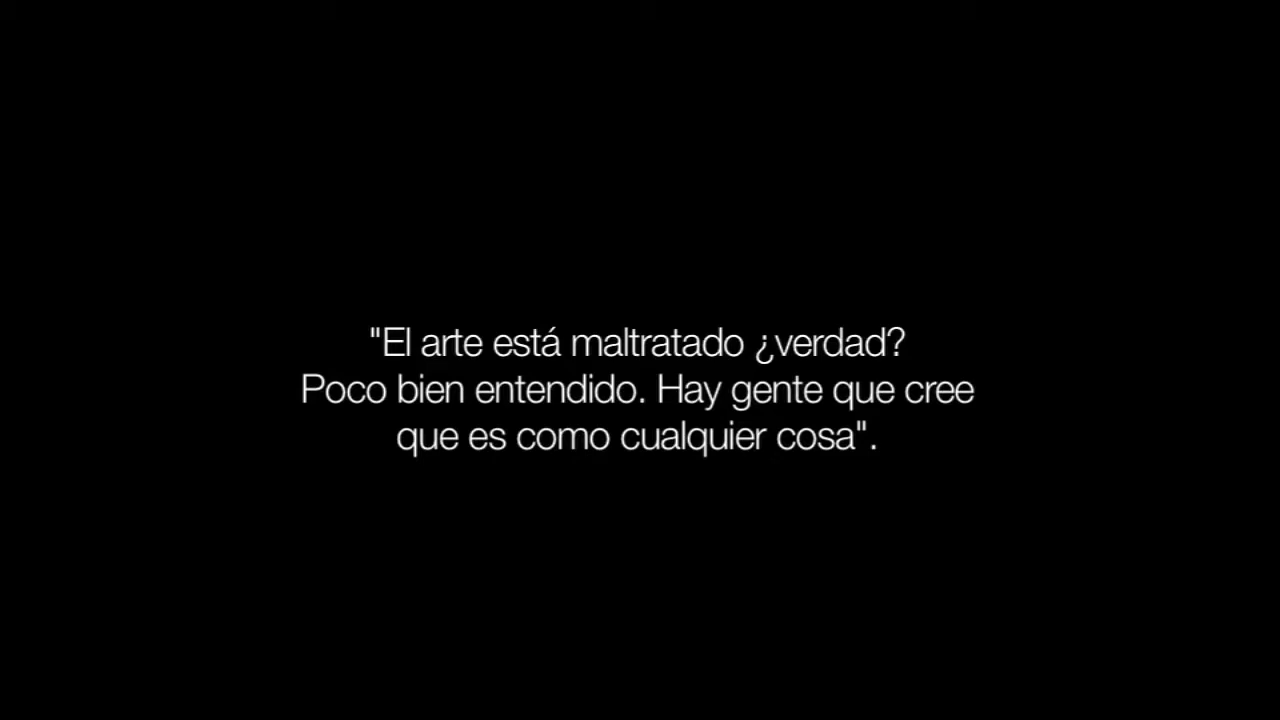 "El arte está maltratado ¿verdad?
Poco bien entendido. Hay gente que cree
que es como cualquier cosa".